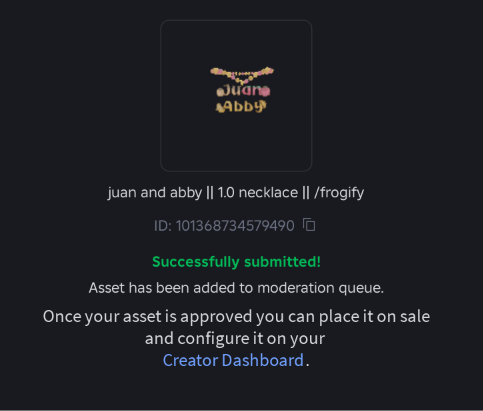 Juan
Abby
juan and abby || 1.0 necklace || /frogify
ID: 101368734579490
Successfully submitted!
Asset has been added to moderation queue.
Once your asset is approved you can place it on sale
and configure it on your
Creator Dashboard.